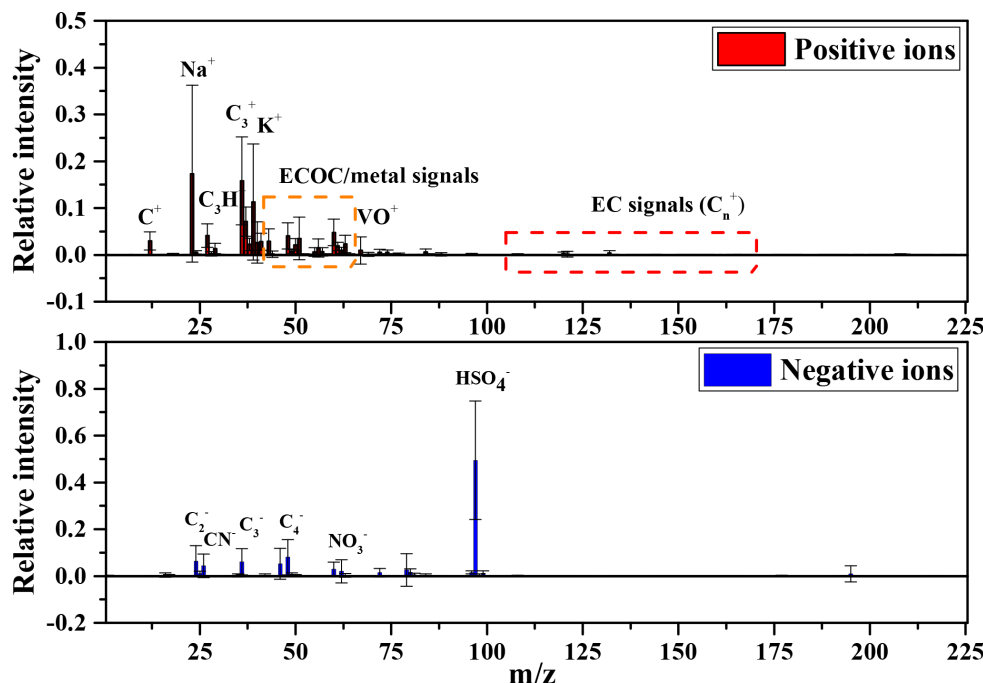 Relative intensity
0.5
0.4
0.3
0.2
0.1
0.0
-0.1
Positive ions
Na⁺
C₃⁺
K⁺
C₃H
C⁺
ECOC/metal signals
VO⁺
EC signals (Cₙ⁺)
25 50 75 100 125 150 175 200 225
Relative intensity
1.0
0.8
0.6
0.4
0.2
0.0
-0.2
Negative ions
HSO₄⁻
C₂⁻
CN⁻
C₃⁻
C₄⁻
NO₃⁻
25 50 75 100 125 150 175 200 225
m/z